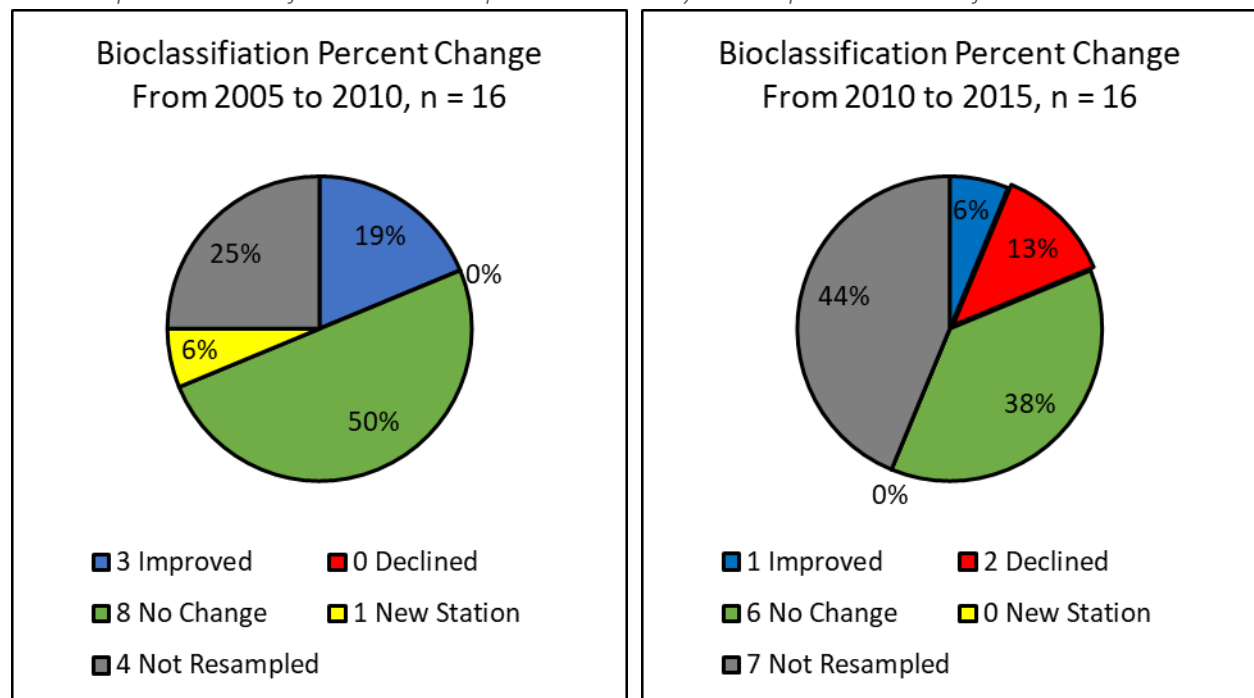 Bioclassifiation Percent Change
From 2005 to 2010, n = 16
19%
0%
50%
6%
25%
3 Improved
0 Declined
8 No Change
1 New Station
4 Not Resampled
Bioclassification Percent Change
From 2010 to 2015, n = 16
6%
13%
38%
0%
44%
1 Improved
2 Declined
6 No Change
0 New Station
7 Not Resampled